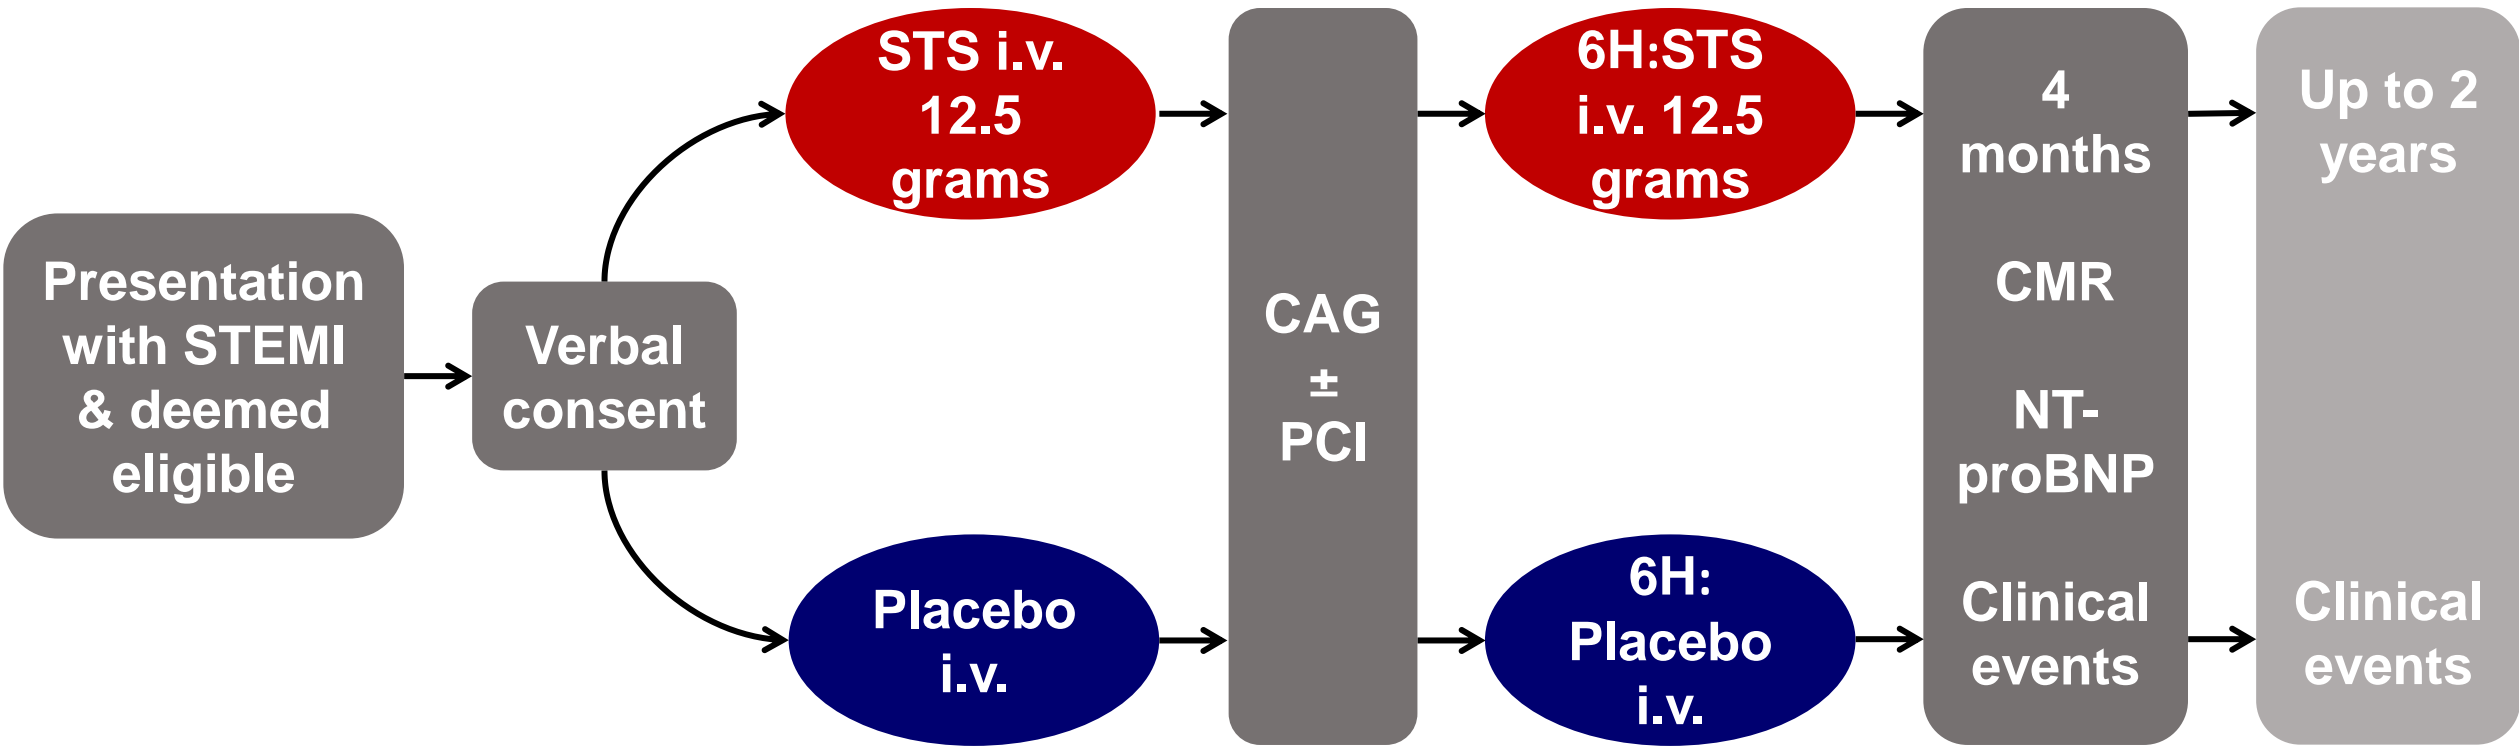 Presentation
with STEMI
& deemed
eligible
Verbal
consent
STS i.v.
12.5
grams
Placebo
i.v.
CAG
±
PCI
6H:STS
i.v. 12.5
grams
6H:
Placebo
i.v.
4
months
CMR
NT-
proBNP
Clinical
events
Up to 2
years
Clinical
events